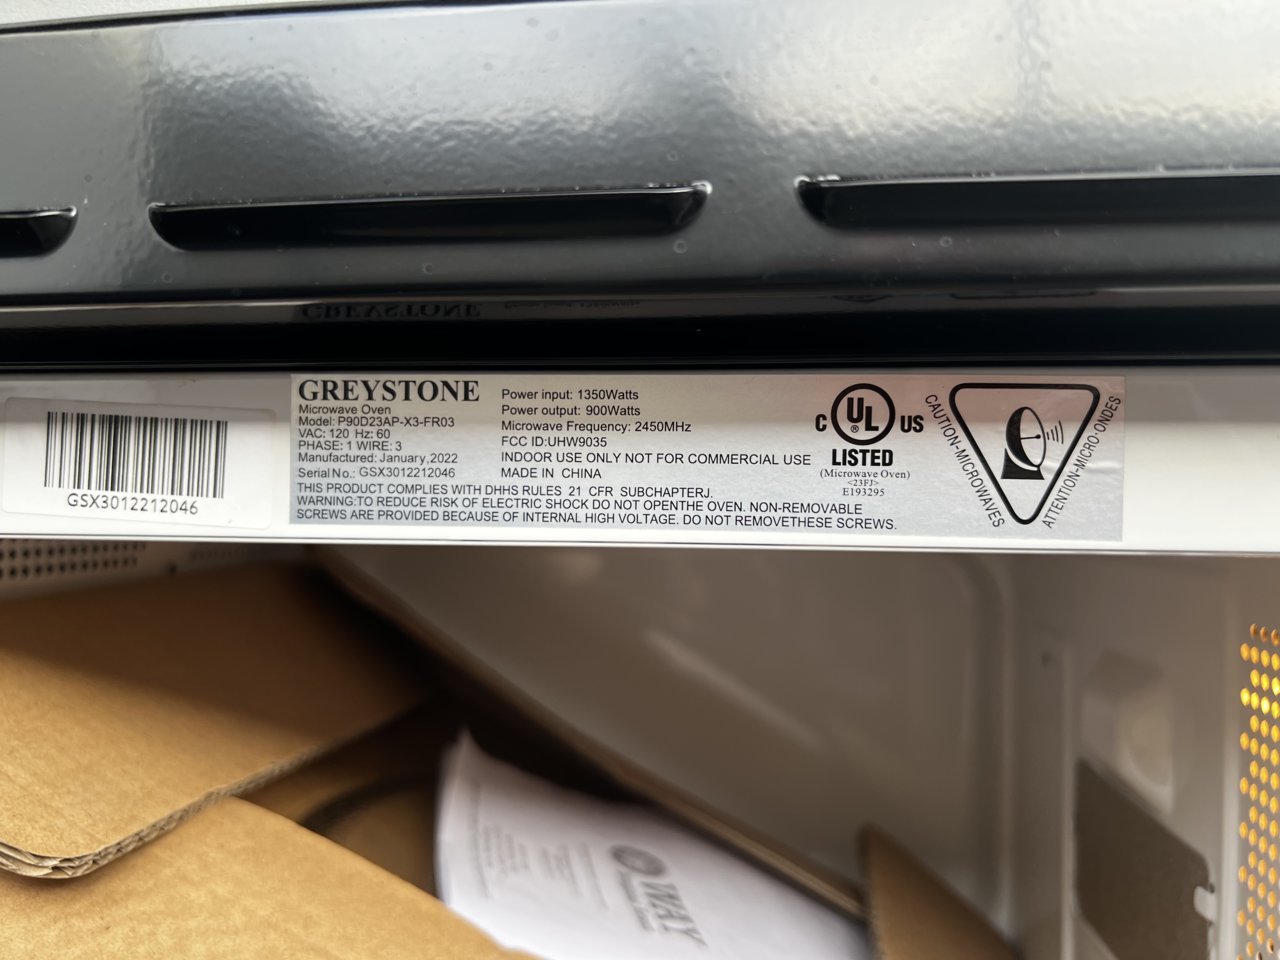 GREYSTONE
Microwave Oven
Model: P90D23AP-X3-FR03
VAC: 120 Hz: 60
PHASE: 1 WIRE: 3
Manufactured: January,2022
Serial No.: GSX3012212046
Power input: 1350Watts
Power output: 900Watts
Microwave Frequency: 2450MHz
FCC ID:UHW9035
INDOOR USE ONLY NOT FOR COMMERCIAL USE
MADE IN CHINA
THIS PRODUCT COMPLIES WITH DHHS RULES 21 CFR SUBCHAPTERJ.
WARNING:TO REDUCE RISK OF ELECTRIC SHOCK DO NOT OPENTHE OVEN. NON-REMOVABLE
SCREWS ARE PROVIDED BECAUSE OF INTERNAL HIGH VOLTAGE. DO NOT REMOVETHESE SCREWS.
C UL US
LISTED
(Microwave Oven)
<23FJ>
E193295
CAUTION-MICROWAVES
ATTENTION-MICRO-ONDES
GSX3012212046
WAY